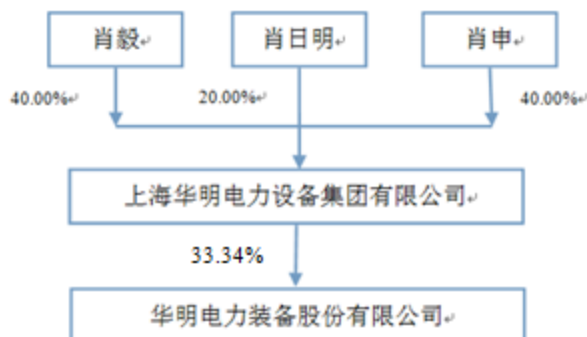 肖毅
肖日明
肖申
40.00%
20.00%
40.00%
上海华明电力设备集团有限公司
33.34%
华明电力装备股份有限公司